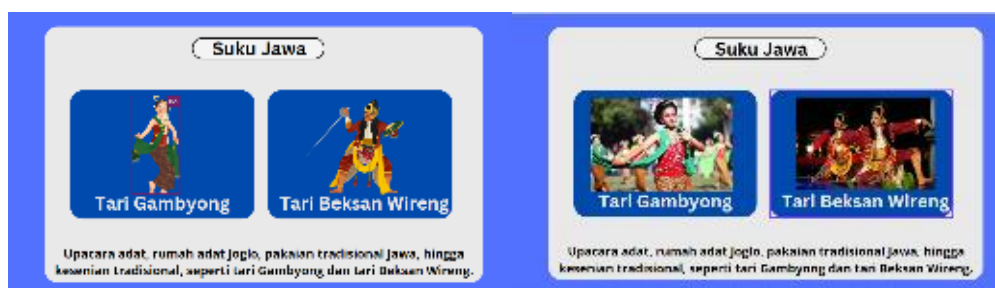 Suku Jawa
Tari Gambyong
Tari Beksan Wireng
Upacara adat, rumah adat Joglo, pakaian tradisional Jawa, hingga
kesenian tradisional, seperti tari Gambyong dan tari Beksan Wireng.
Suku Jawa
Tari Gambyong
Tari Beksan Wireng
Upacara adat, rumah adat Joglo, pakaian tradisional Jawa, hingga
kesenian tradisional, seperti tari Gambyong dan tari Beksan Wireng.